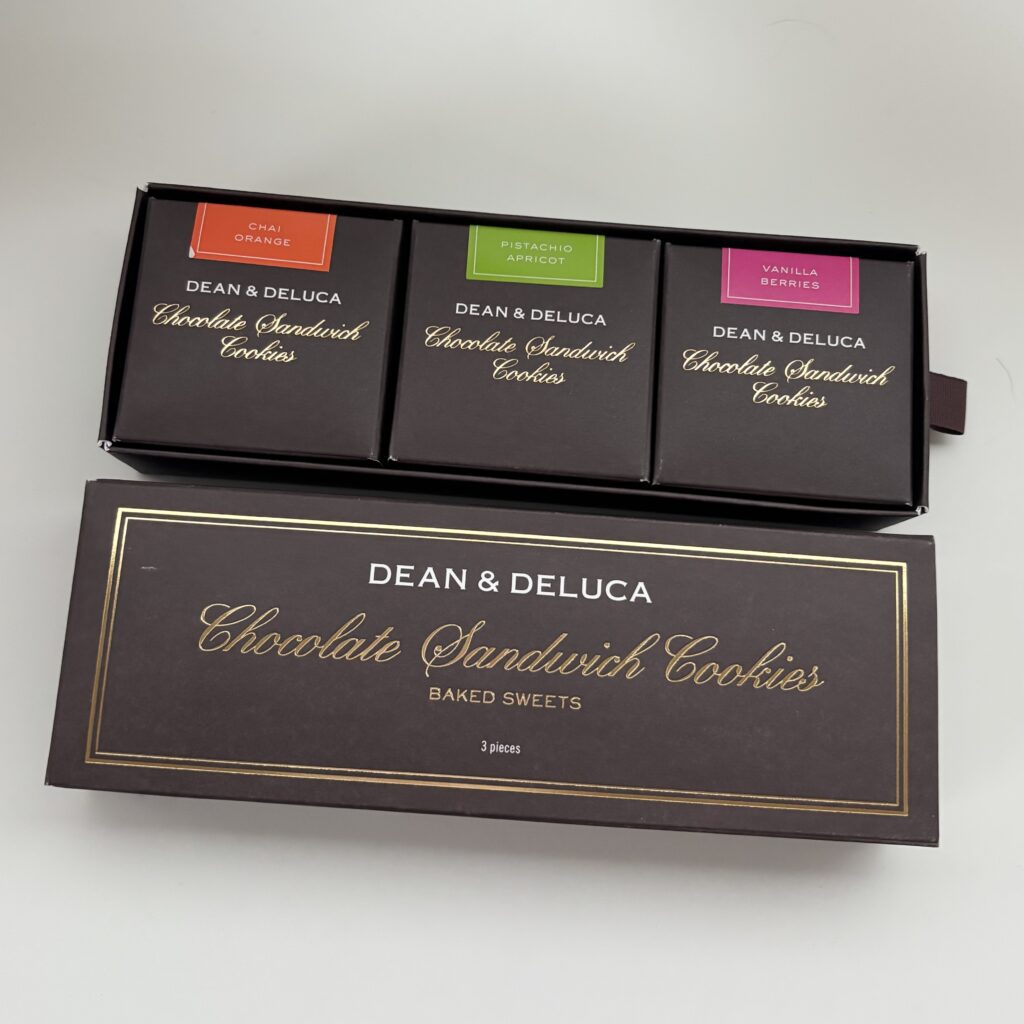 CHAI
ORANGE
DEAN & DELUCA
Chocolate Sandwich
Cookies
PISTACHIO
APRICOT
DEAN & DELUCA
Chocolate Sandwich
Cookies
VANILLA
BERRIES
DEAN & DELUCA
Chocolate Sandwich
Cookies
DEAN & DELUCA
Chocolate Sandwich Cookies
BAKED SWEETS
3 pieces